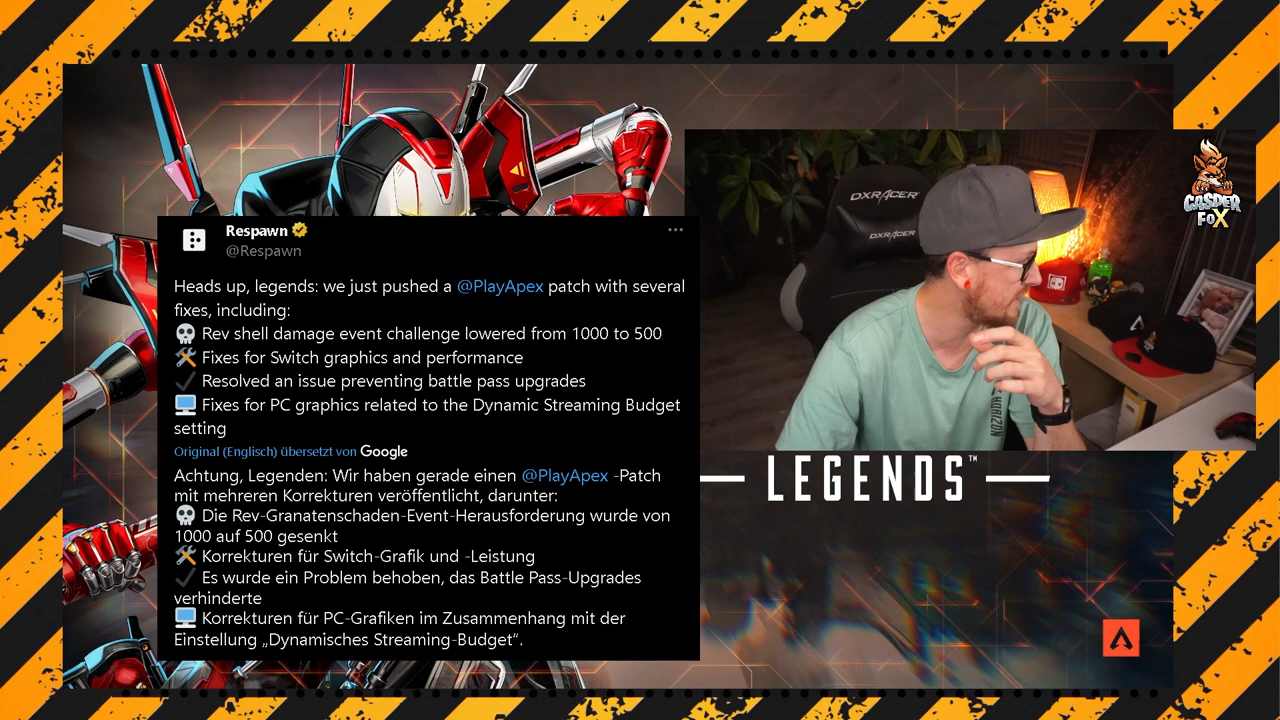 Respawn
@Respawn
Heads up, legends: we just pushed a @PlayApex patch with several
fixes, including:
Rev shell damage event challenge lowered from 1000 to 500
Fixes for Switch graphics and performance
Resolved an issue preventing battle pass upgrades
Fixes for PC graphics related to the Dynamic Streaming Budget
setting
Original (Englisch) übersetzt von Google
Achtung, Legenden: Wir haben gerade einen @PlayApex -Patch
mit mehreren Korrekturen veröffentlicht, darunter:
Die Rev-Granatenschaden-Event-Herausforderung wurde von
1000 auf 500 gesenkt
Korrekturen für Switch-Grafik und -Leistung
Es wurde ein Problem behoben, das Battle Pass-Upgrades
verhinderte
Korrekturen für PC-Grafiken im Zusammenhang mit der
Einstellung „Dynamisches Streaming-Budget“.
DXRACER
DXRACER
CASPER
FOX
HORIZON
LEGENDS™